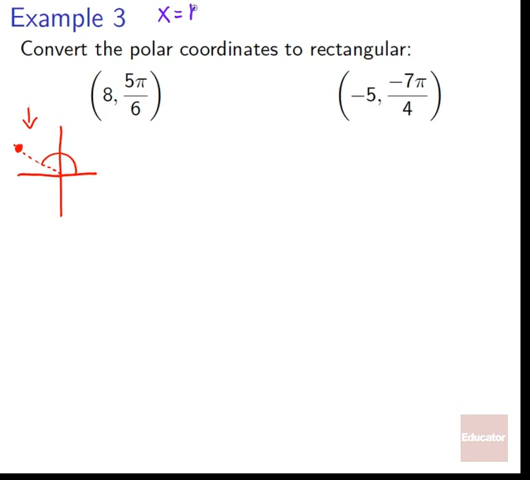 Example 3 x = r
Convert the polar coordinates to rectangular:
(8, 5π/6) (−5, −7π/4)
Educator